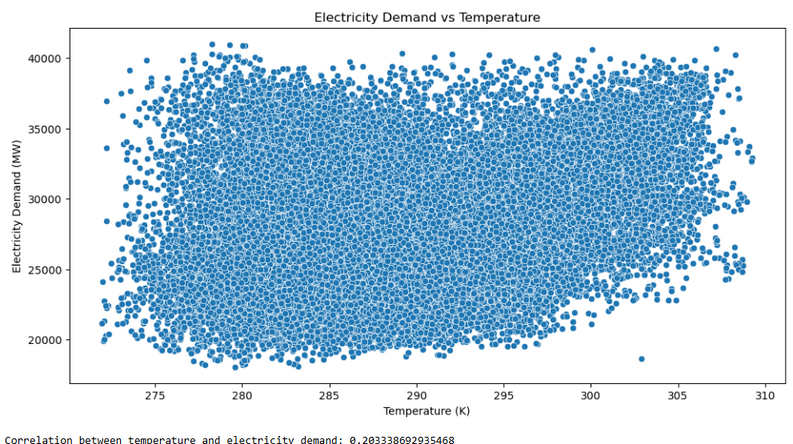 Electricity Demand vs Temperature
40000
35000
30000
25000
20000
Electricity Demand (MW)
275 280 285 290 295 300 305 310
Temperature (K)
Correlation between temperature and electricity demand: 0.203338692935468